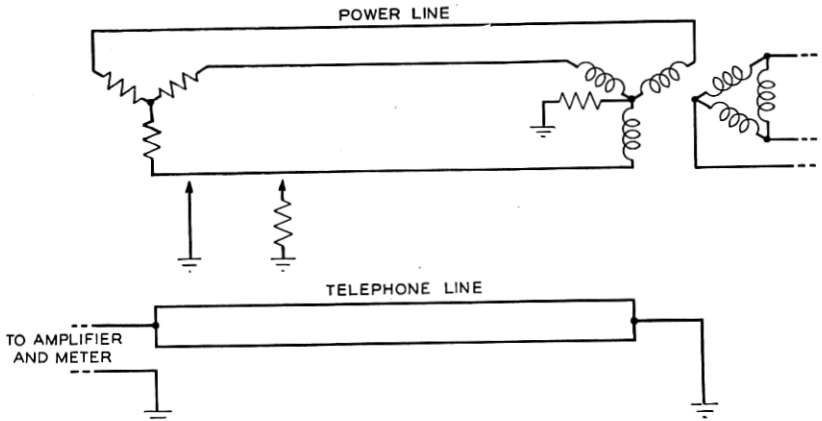 POWER LINE
TELEPHONE LINE
TO AMPLIFIER
AND METER